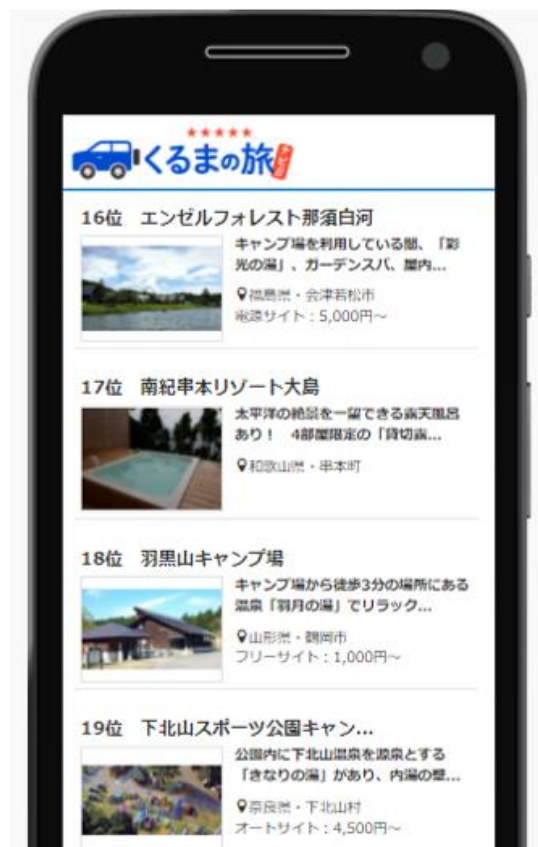 ★★★★★
くるまの旅ナビ
16位 エンゼルフォレスト那須白河
キャンプ場を利用している間、「彩
光の湯」、ガーデンスパ、屋内...
福島県・会津若松市
電源サイト：5,000円～
17位 南紀串本リゾート大島
太平洋の絶景を一望できる露天風呂
あり！ 4部屋限定の「貸切露...
和歌山県・串本町
18位 羽黒山キャンプ場
キャンプ場から徒歩3分の場所にある
温泉「羽月の湯」でリラック...
山形県・鶴岡市
フリーサイト：1,000円～
19位 下北山スポーツ公園キャン...
公園内に下北山温泉を源泉とする
「きなりの湯」があり、内湯の壁...
奈良県・下北山村
オートサイト：4,500円～